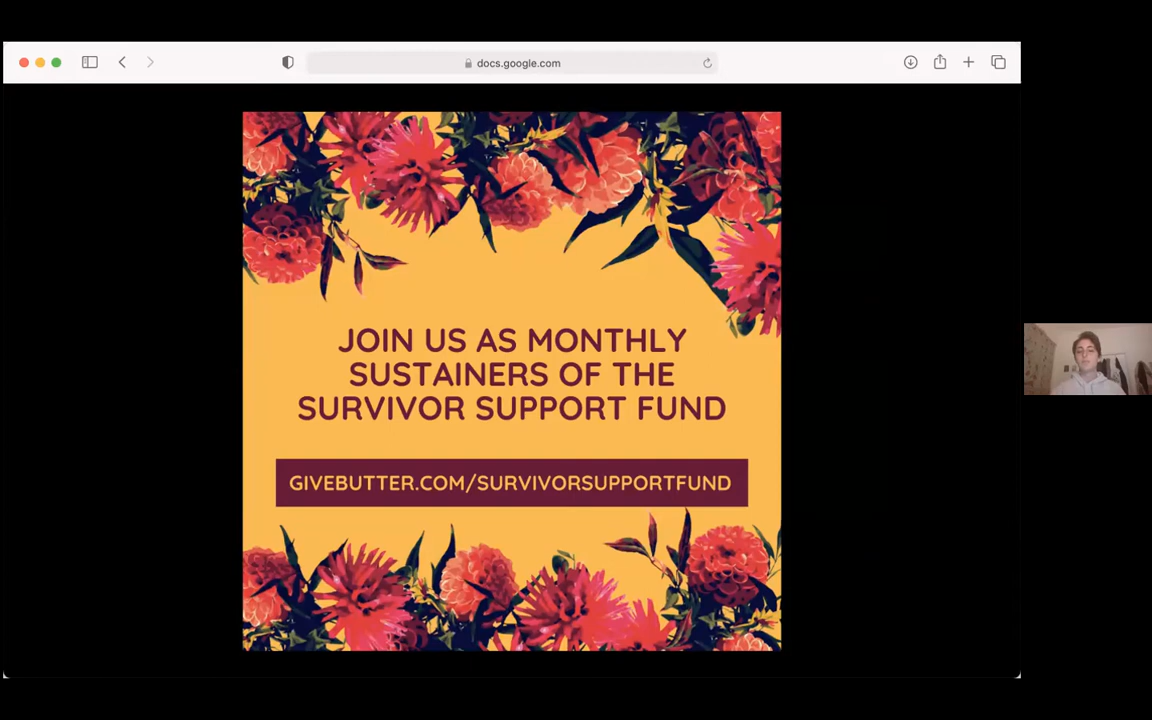 docs.google.com
JOIN US AS MONTHLY
SUSTAINERS OF THE
SURVIVOR SUPPORT FUND
GIVEBUTTER.COM/SURVIVORSUPPORTFUND